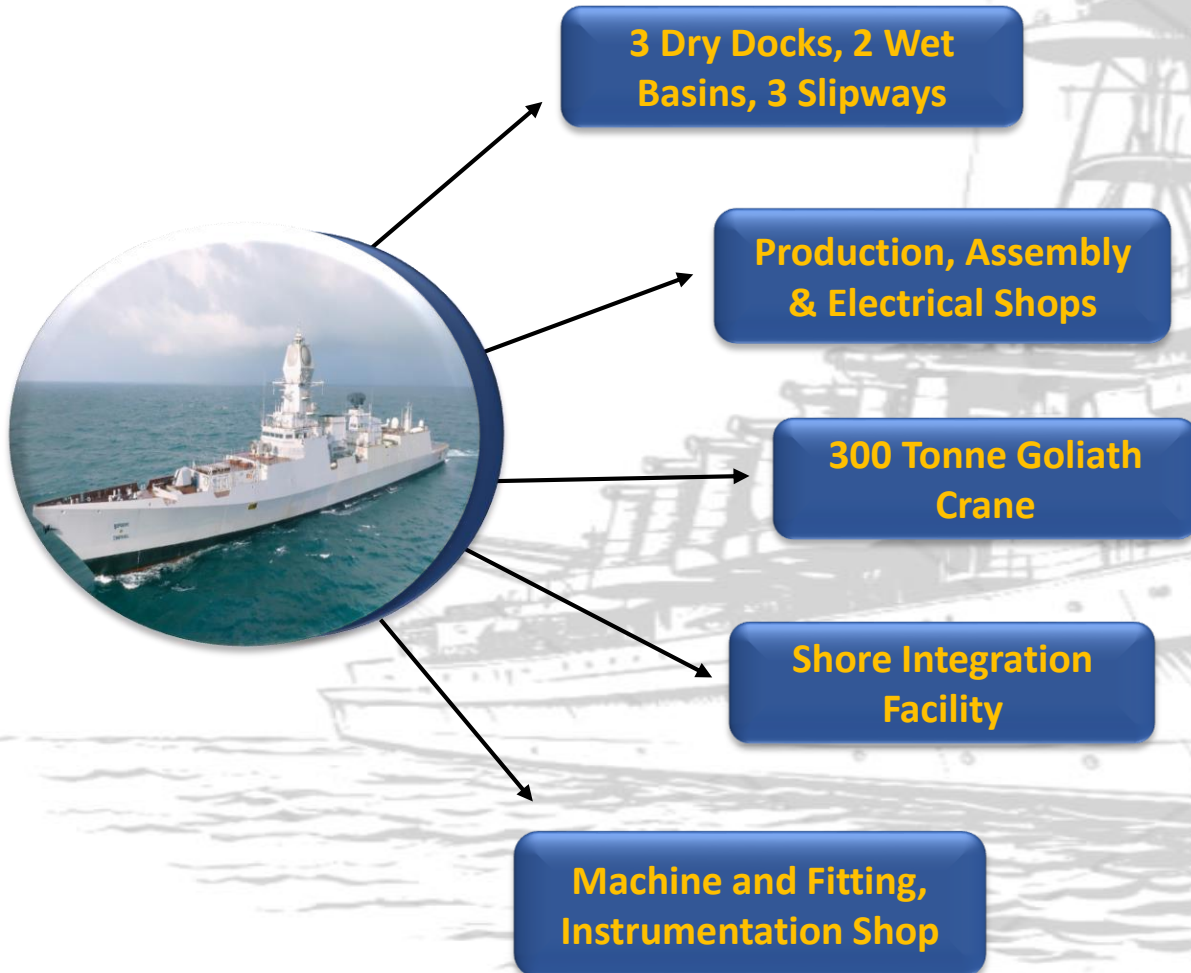 3 Dry Docks, 2 Wet
Basins, 3 Slipways
Production, Assembly
& Electrical Shops
300 Tonne Goliath
Crane
Shore Integration
Facility
Machine and Fitting,
Instrumentation Shop